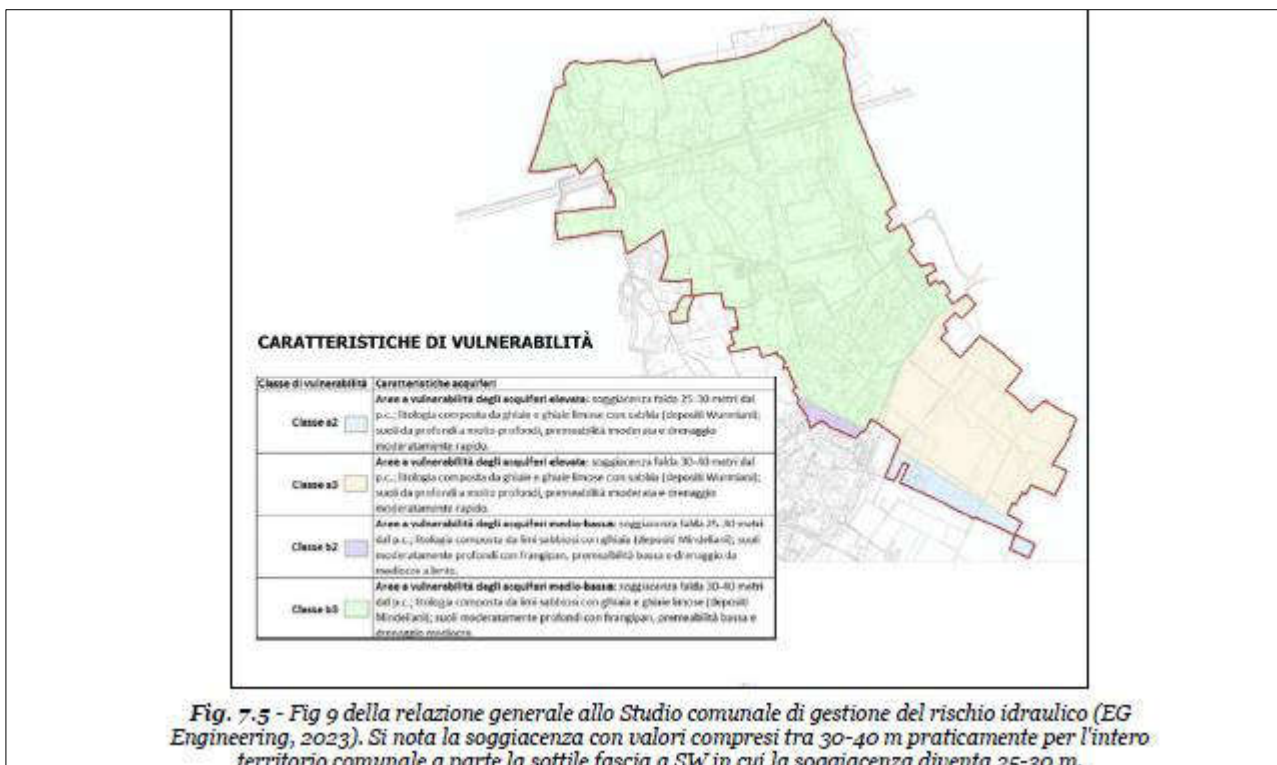 CARATTERISTICHE DI VULNERABILITÀ
Classe di vulnerabilità Caratteristiche acquiferi
Aree a vulnerabilità degli acquiferi elevata: soggiacenza falda 25-30 metri dal
Classe a2 p.c.; litologia composta da ghiaie e ghiaie limose con sabbia (depositi Wurmiani);
suoli da profondi a molto profondi, premeabilità moderata e drenaggio
moderatamente rapido.
Aree a vulnerabilità degli acquiferi elevata: soggiacenza falda 30-40 metri dal
Classe a3 p.c.; litologia composta da ghiaie e ghiaie limose con sabbia (depositi Wurmiani);
suoli da profondi a molto profondi, premeabilità moderata e drenaggio
moderatamente rapido.
Aree a vulnerabilità degli acquiferi medio-bassa: soggiacenza falda 25-30 metri
Classe b2 dal p.c.; litologia composta da limi sabbiosi con ghiaia (depositi Mindeliani); suoli
moderatamente profondi con frangipan, premeabilità bassa e drenaggio da
mediocre a lento.
Aree a vulnerabilità degli acquiferi medio-bassa: soggiacenza falda 30-40 metri
Classe b3 dal p.c.; litologia composta da limi sabbiosi con ghiaia e ghiaie limose (depositi
Mindeliani); suoli moderatamente profondi con frangipan, premeabilità bassa e
drenaggio mediocre.
Fig. 7.5 - Fig 9 della relazione generale allo Studio comunale di gestione del rischio idraulico (EG
Engineering, 2023). Si nota la soggiacenza con valori compresi tra 30-40 m praticamente per l'intero
territorio comunale a parte la sottile fascia a SW in cui la soggiacenza diventa 25-30 m.